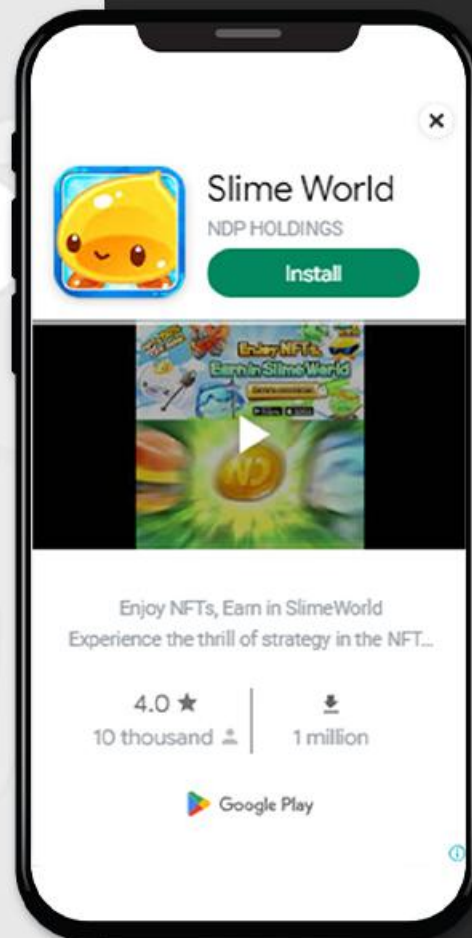 Slime World
NDP HOLDINGS
Install
Enjoy NFTs,
Earn in Slime World
CN
Enjoy NFTs, Earn in SlimeWorld
Experience the thrill of strategy in the NFT...
4.0 ★
10 thousand
1 million
Google Play